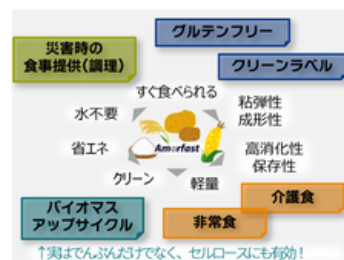 災害時の
食事提供(調理)
グルテンフリー
クリーンラベル
すぐ食べられる
水不要
粘弾性
成形性
省エネ
Amorfast
高消化性
保存性
クリーン
軽量
介護食
バイオマス
アップサイクル
非常食
↑実はでんぷんだけでなく、セルロースにも有効!